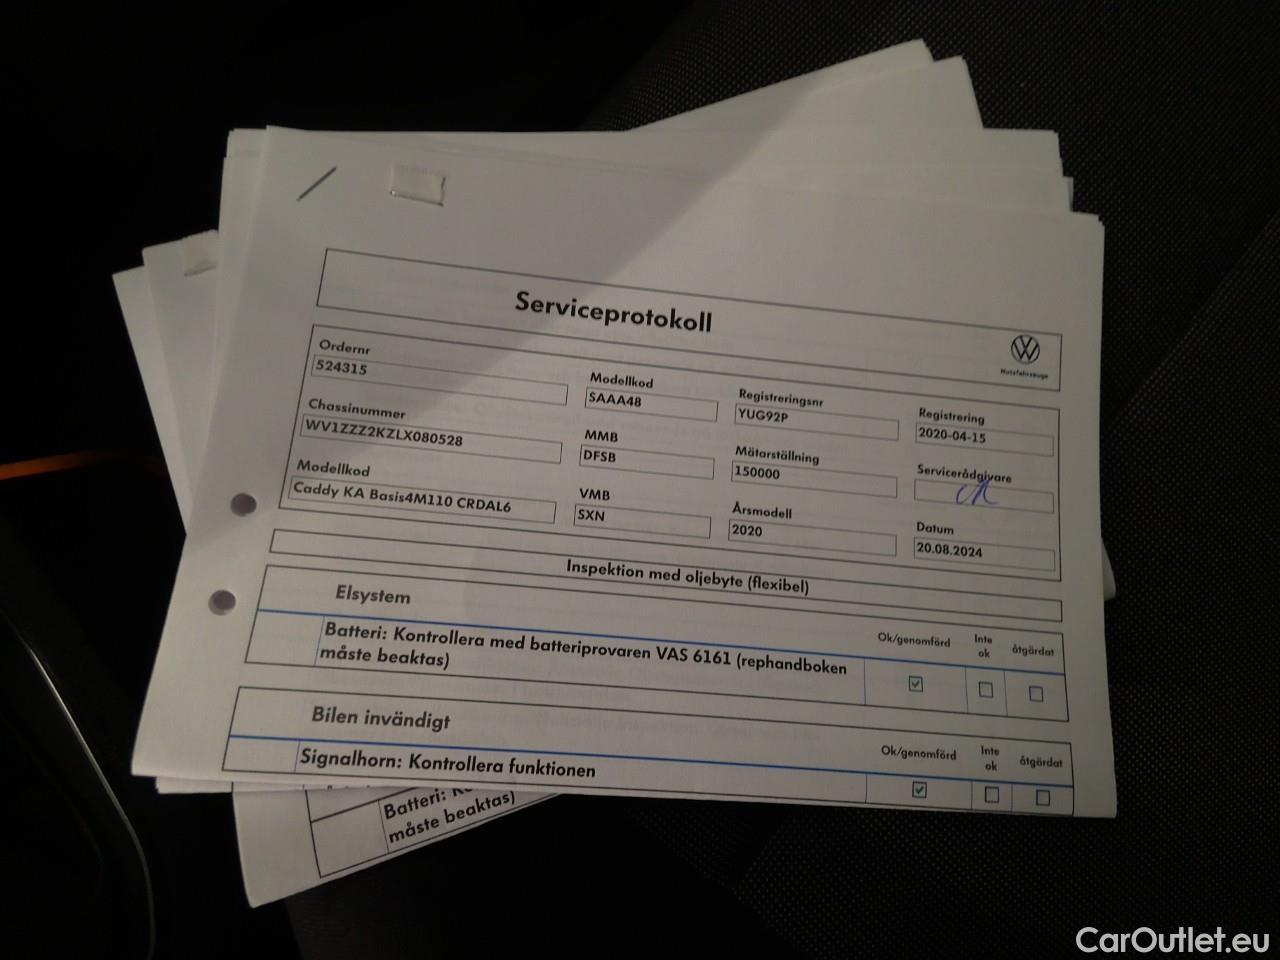 Serviceprotokoll
Nutzfahrzeuge
Ordernr
524315
Modellkod
SAAA48
Registreringsnr
YUG92P
Registrering
2020-04-15
Chassinummer
WV1ZZZ2KZLX080528
MMB
DFSB
Mätarställning
150000
Servicerådgivare
Modellkod
Caddy KA Basis4M110 CRDAL6
VMB
SXN
Årsmodell
2020
Datum
20.08.2024
Inspektion med oljebyte (flexibel)
Elsystem
Ok/genomförd
Inte
ok
åtgärdat
Batteri: Kontrollera med batteriprovaren VAS 6161 (rephandboken
måste beaktas)
Bilen invändigt
Ok/genomförd
Inte
ok
åtgärdat
Signalhorn: Kontrollera funktionen
Batteri:
måste beaktas)
CarOutlet.eu